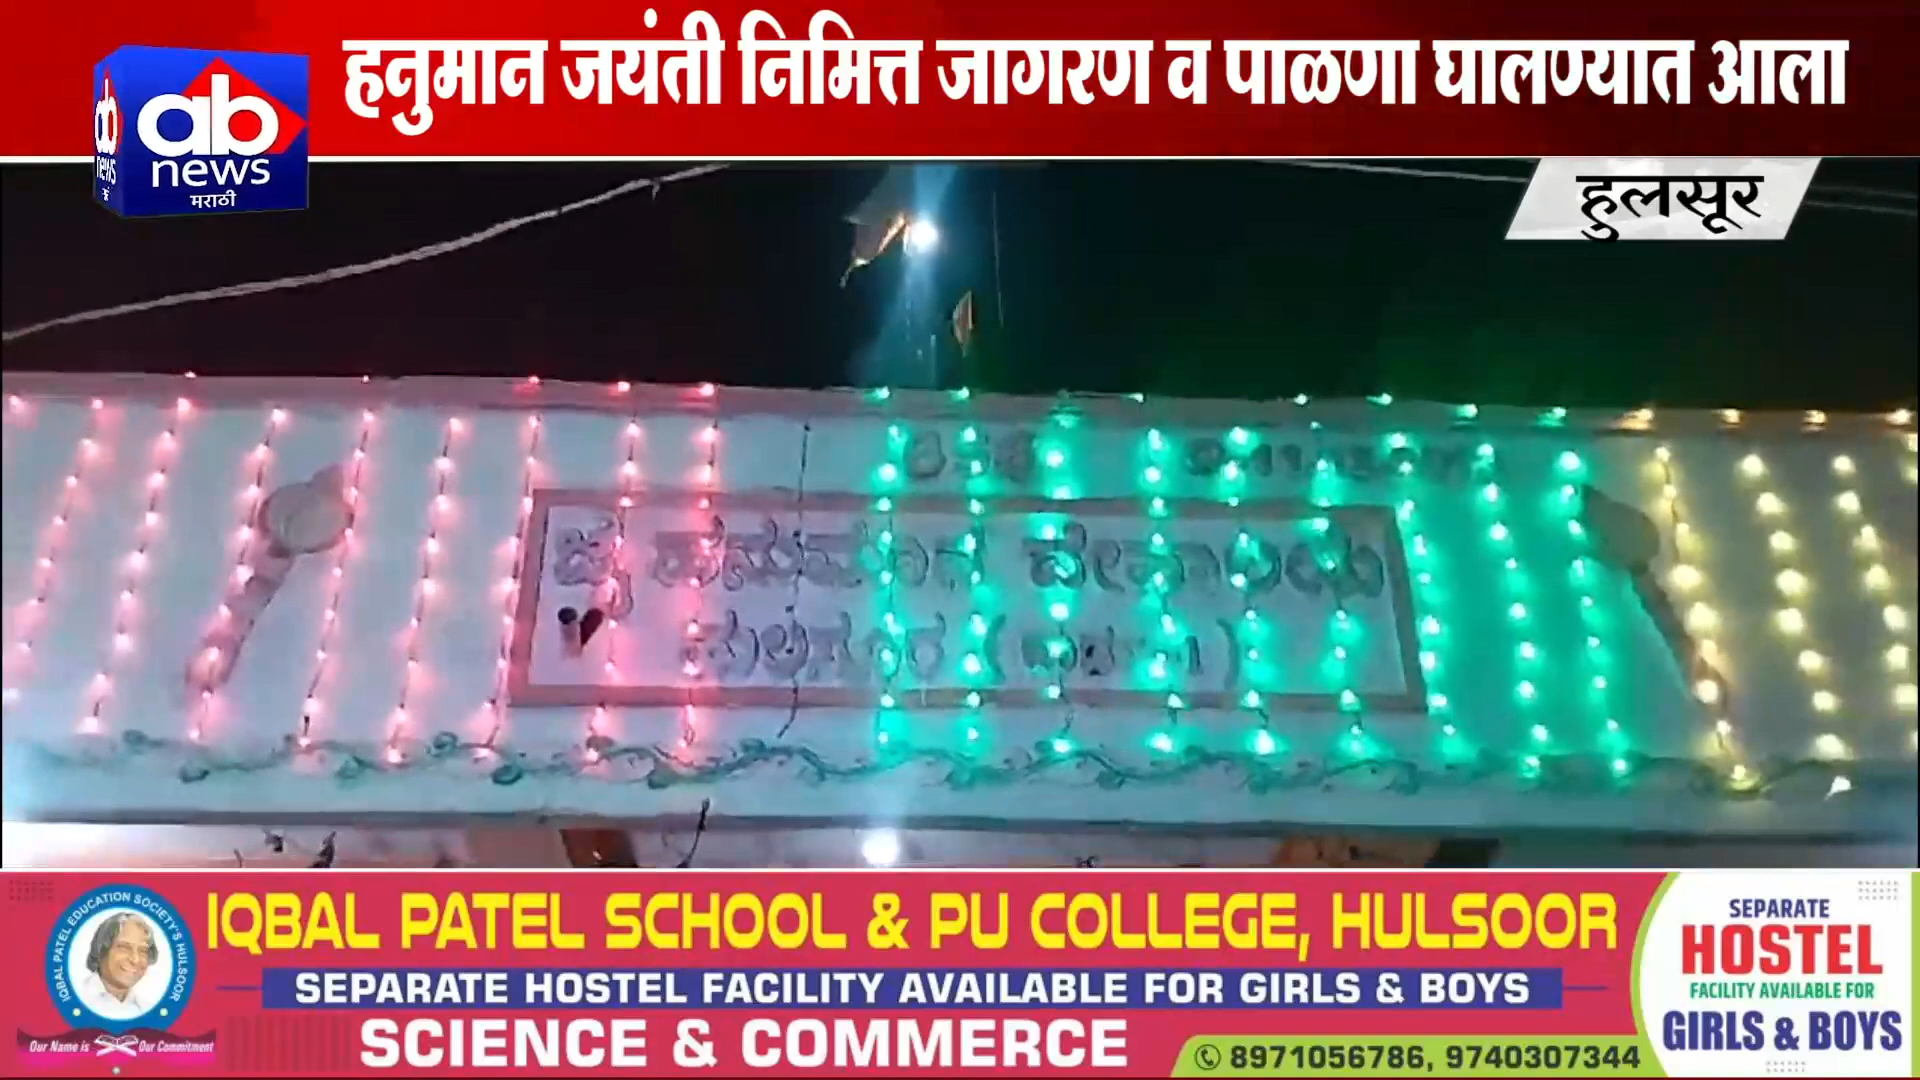 हनुमान जयंती निमित्त जागरण व पाळणा घालण्यात आला
ab
news
मराठी
हुलसूर
IQBAL PATEL EDUCATION SOCIETY'S HULSOOR
Our Name is Our Commitment
IQBAL PATEL SCHOOL & PU COLLEGE, HULSOOR
SEPARATE HOSTEL FACILITY AVAILABLE FOR GIRLS & BOYS
SCIENCE & COMMERCE
8971056786, 9740307344
SEPARATE
HOSTEL
FACILITY AVAILABLE FOR
GIRLS & BOYS